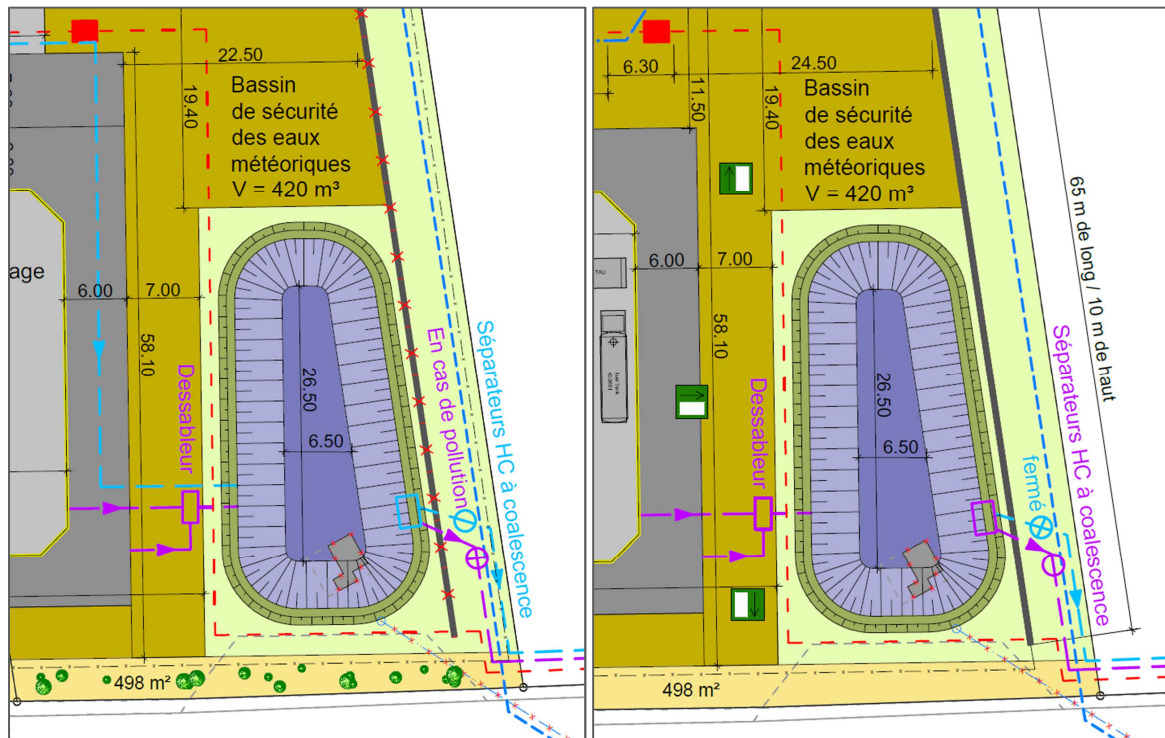 22.50
Bassin
de sécurité
des eaux
météoriques
V = 420 m³
19.40
age
6.00
7.00
58.10
Dessableur
26.50
6.50
En cas de pollution
Séparateurs HC à coalescence
498 m²
6.30
24.50
11.50
19.40
Bassin
de sécurité
des eaux
météoriques
V = 420 m³
65 m de long / 10 m de haut
TAU
6.00
7.00
58.10
Dessableur
26.50
6.50
fermé
Séparateurs HC à coalescence
498 m²